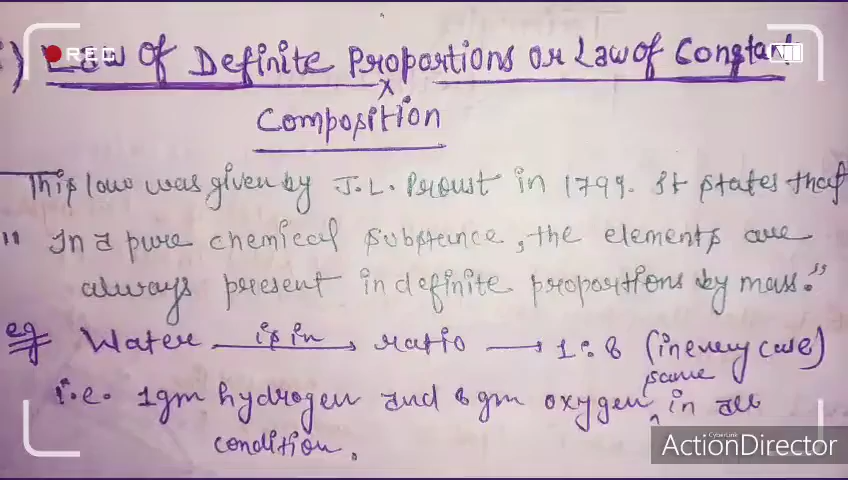 ) Law of Definite Proportions or Law of Constant
REC
Composition
This law was given by J.L. Proust in 1799. It states that
" In a pure chemical substance, the elements are
always present in definite proportions by mass."
eg Water is in ratio → 1:8 (in every case)
same
i.e. 1gm hydrogen and 8gm oxygen ^ in all
condition.
CyberLink
ActionDirector